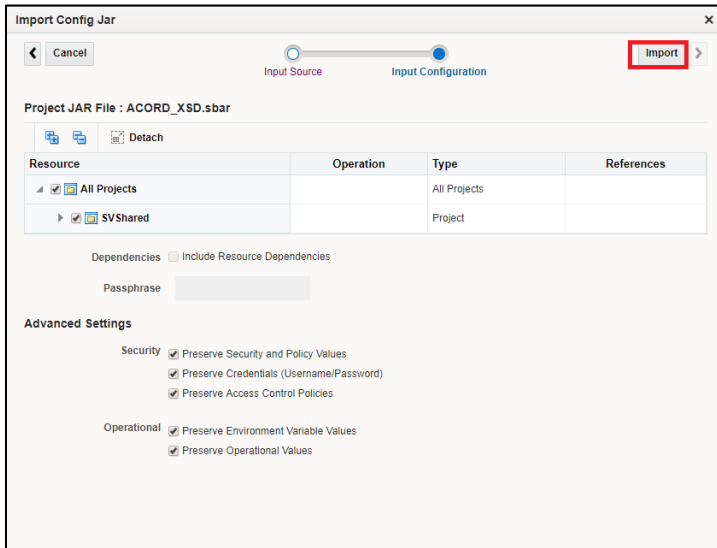 Import Config Jar
Cancel
Input Source
Input Configuration
Import
Project JAR File : ACORD_XSD.sbar
Detach
Resource Operation Type References
All Projects All Projects
SVShared Project
Dependencies Include Resource Dependencies
Passphrase
Advanced Settings
Security Preserve Security and Policy Values
Preserve Credentials (Username/Password)
Preserve Access Control Policies
Operational Preserve Environment Variable Values
Preserve Operational Values